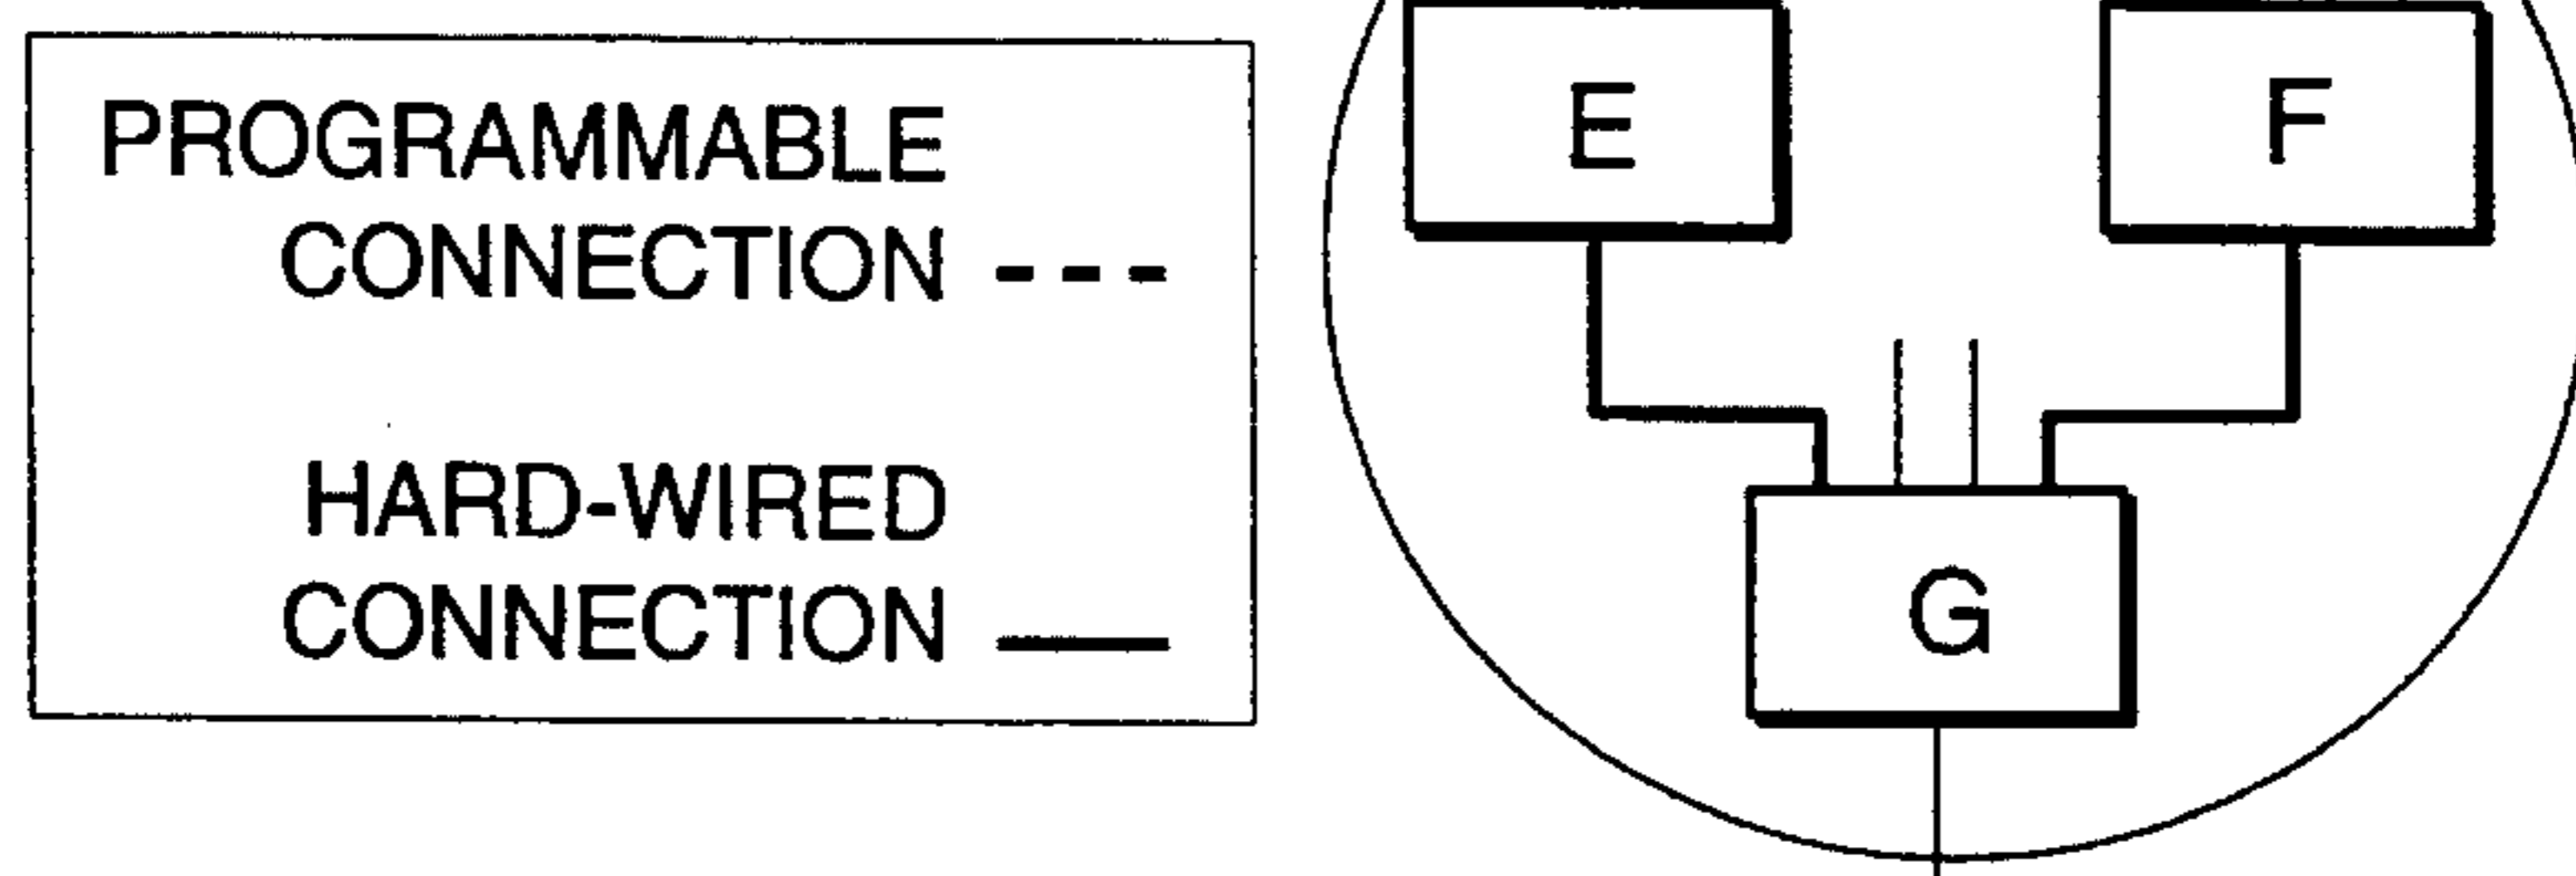 PROGRAMMABLE
CONNECTION ---
HARD-WIRED
CONNECTION —
E
F
G